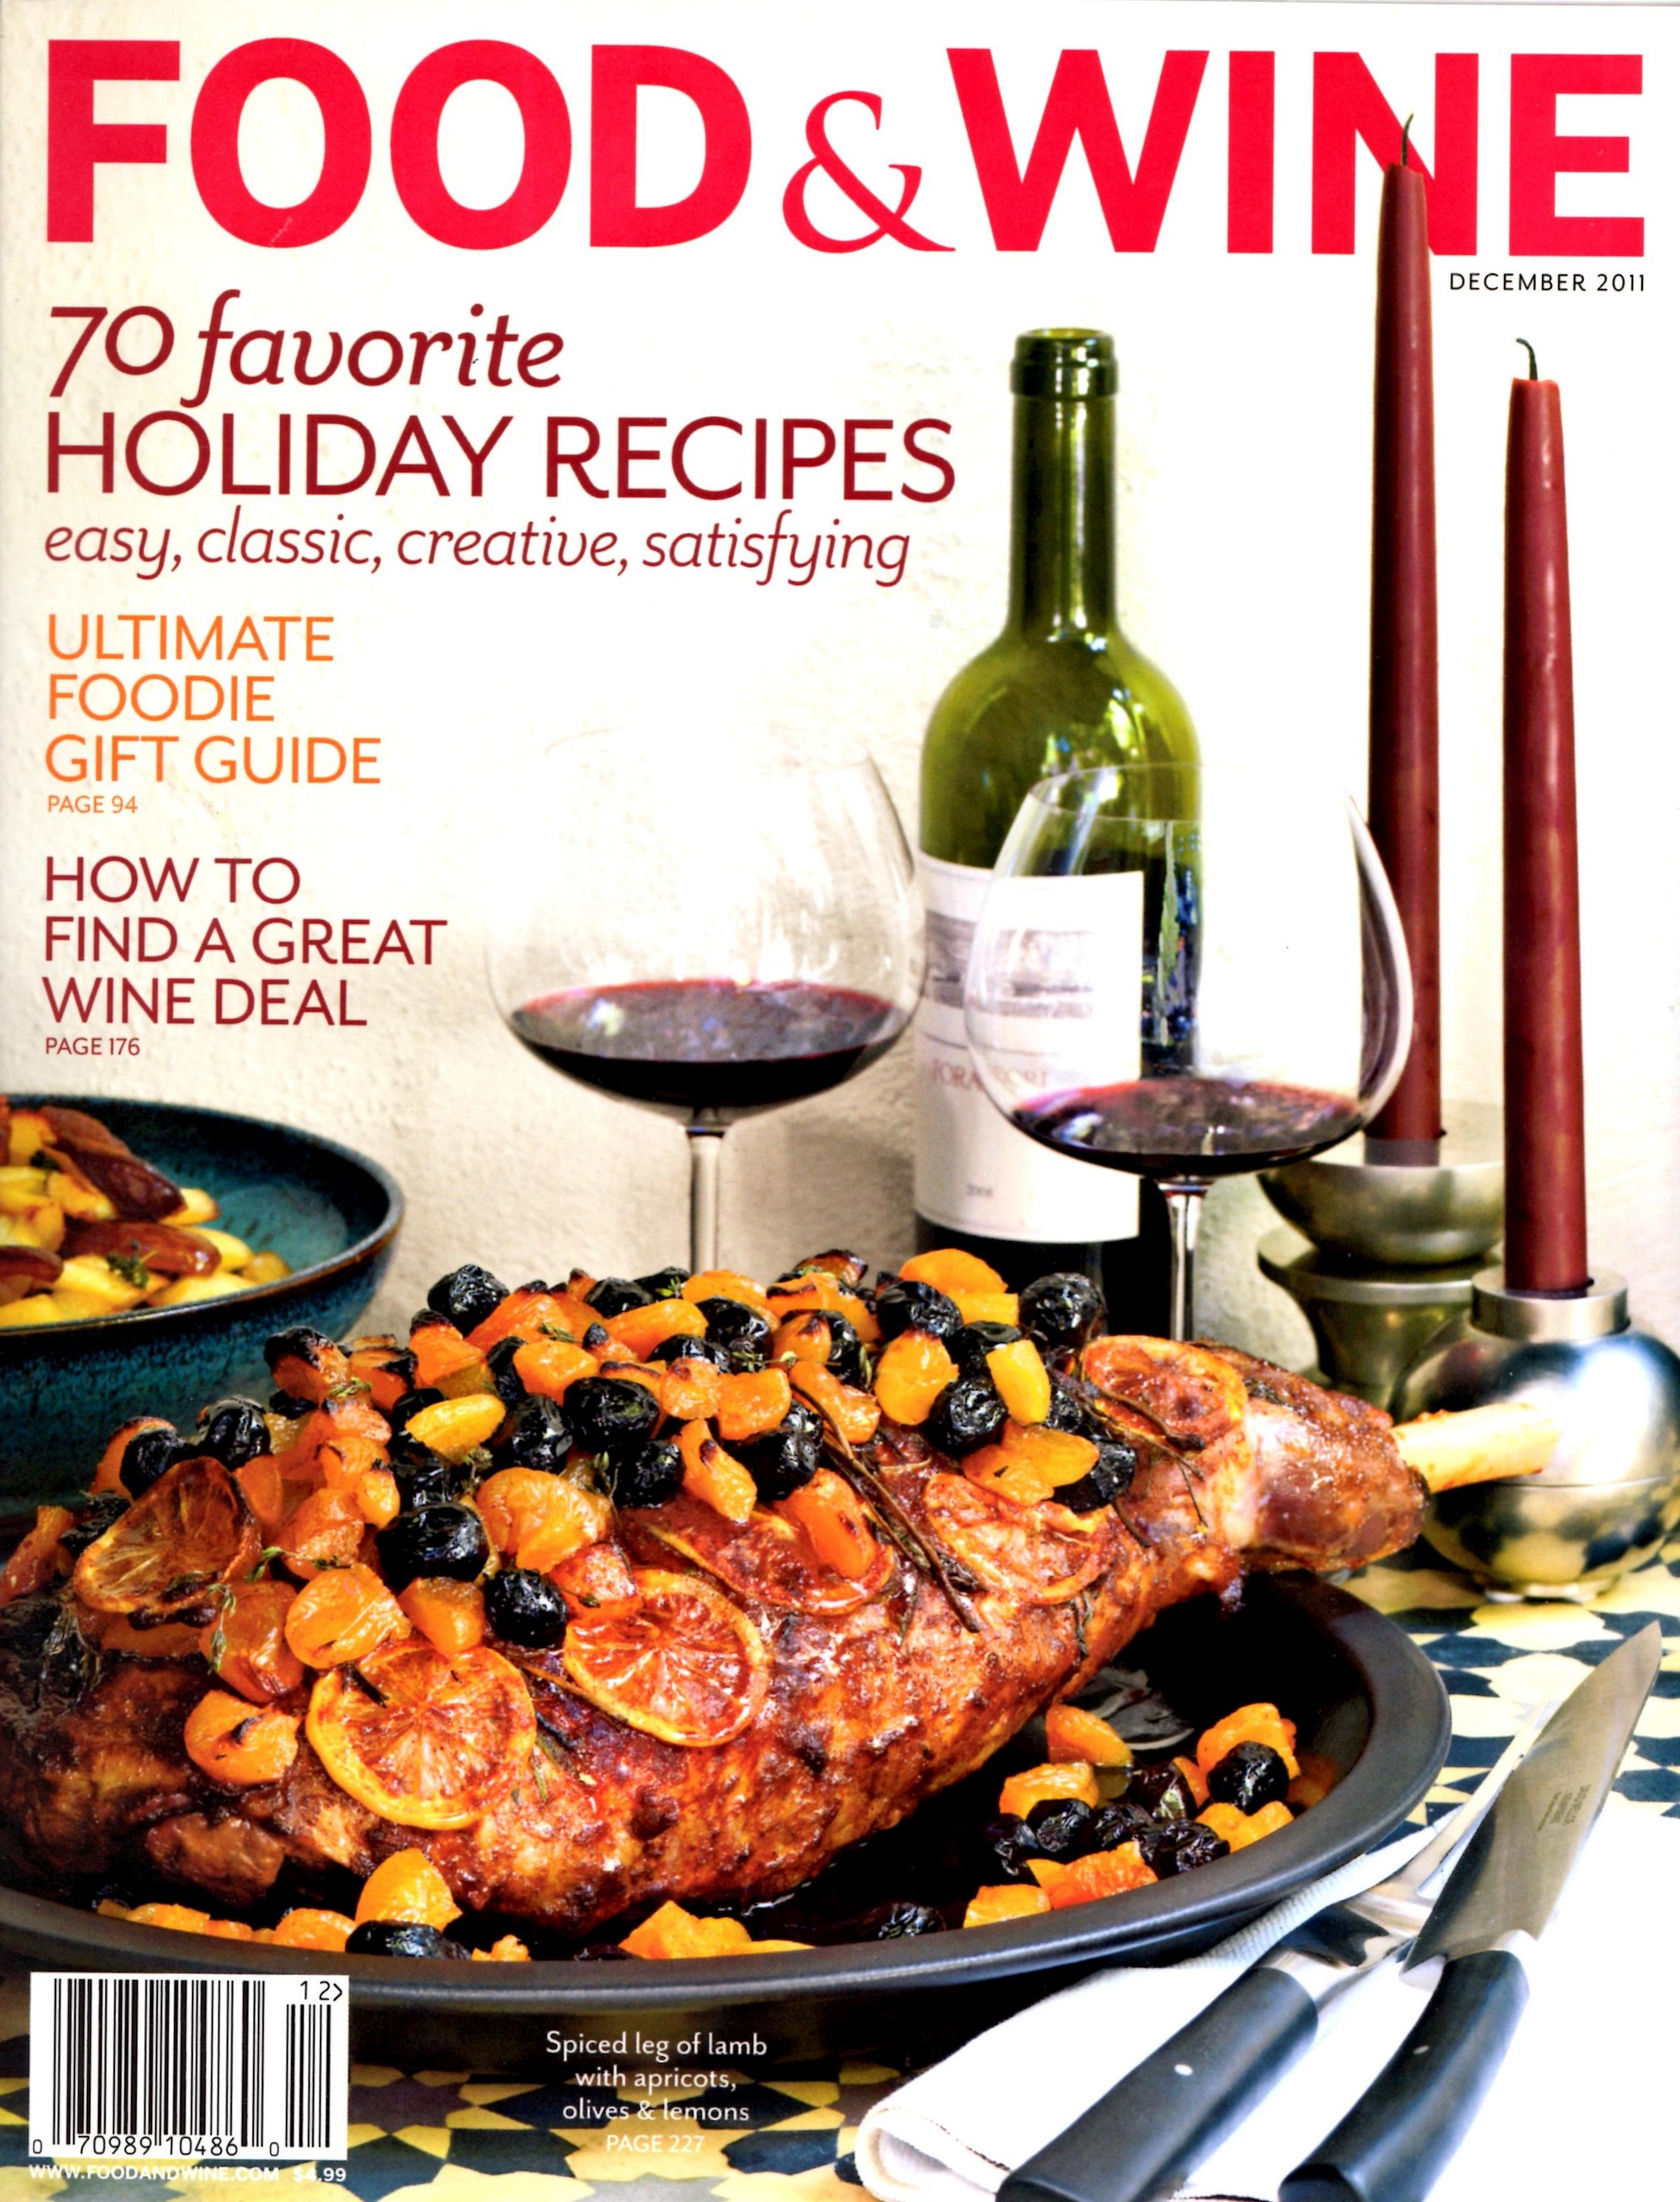 FOOD & WINE
DECEMBER 2011
70 favorite
HOLIDAY RECIPES
easy, classic, creative, satisfying
ULTIMATE
FOODIE
GIFT GUIDE
PAGE 94
HOW TO
FIND A GREAT
WINE DEAL
PAGE 176
Spiced leg of lamb
with apricots,
olives & lemons
PAGE 227
12>
0 70989 10486 0
WWW.FOODANDWINE.COM $4.99